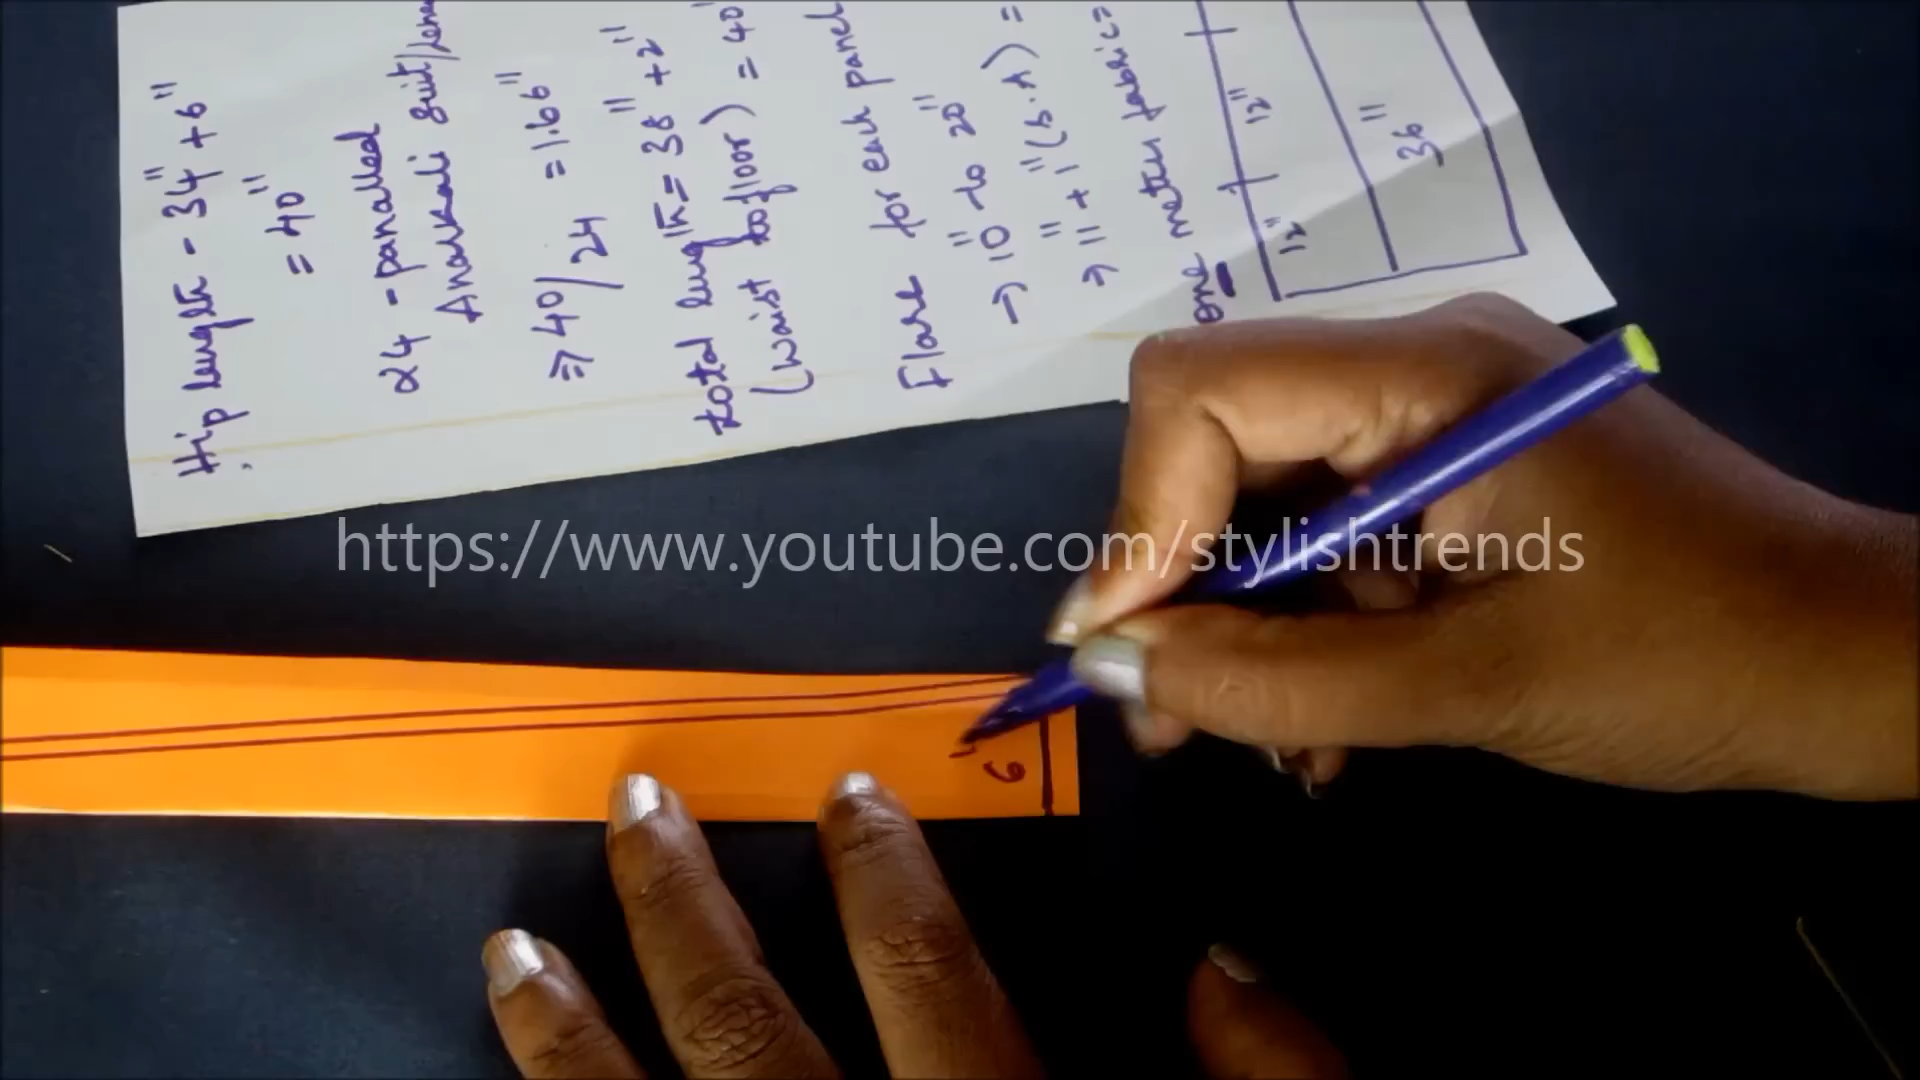 Hip length - 34" + 6"
= 40"
24 - panalled
Anarkali suit/
⇒ 40/24 = 1.66"
total length = 38" + 2"
(waist to floor) = 40
Flare for each panel
→ 10" to 20"
→ 11" + 1" (S.A) =
one meter fabric =
12" 12"
36"
6
https://www.youtube.com/stylishtrends